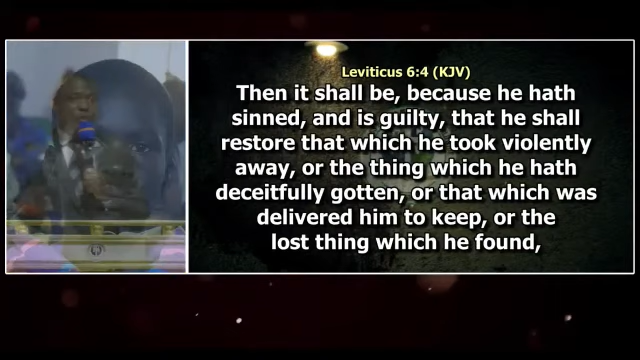 Leviticus 6:4 (KJV)
Then it shall be, because he hath
sinned, and is guilty, that he shall
restore that which he took violently
away, or the thing which he hath
deceitfully gotten, or that which was
delivered him to keep, or the
lost thing which he found,